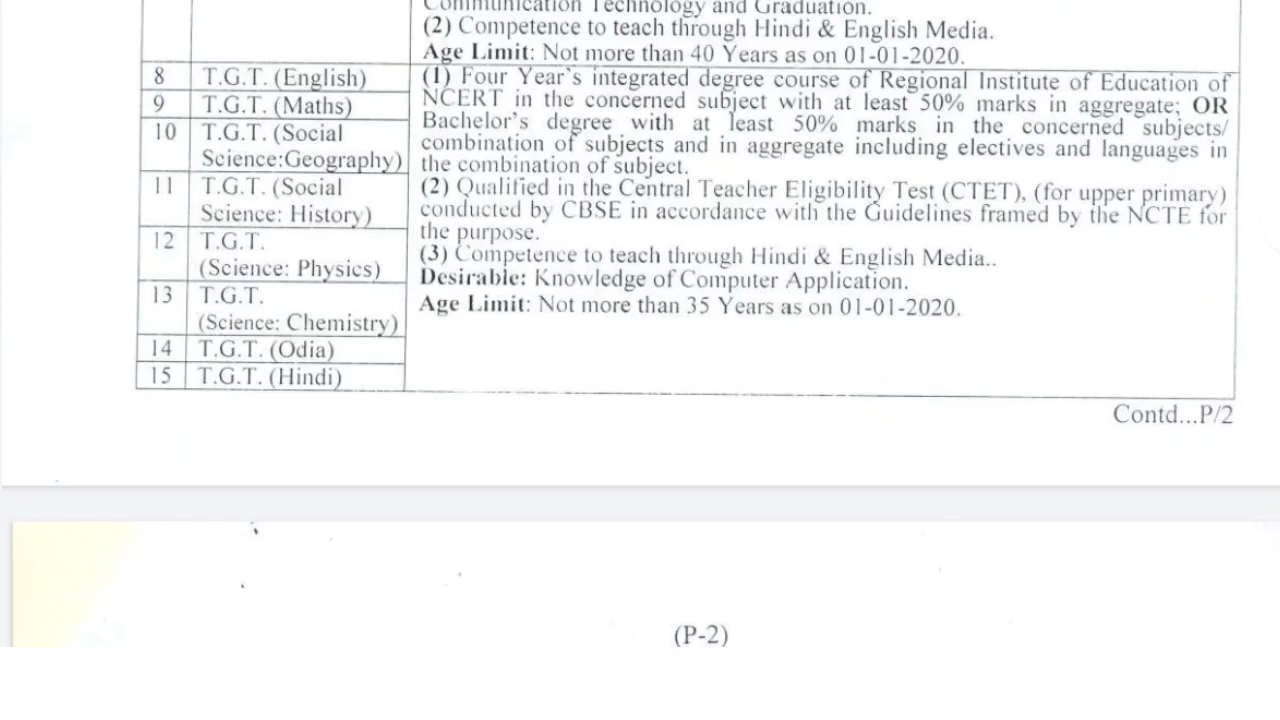 Communication Technology and Graduation.
(2) Competence to teach through Hindi & English Media.
Age Limit: Not more than 40 Years as on 01-01-2020.
8 T.G.T. (English)
9 T.G.T. (Maths)
10 T.G.T. (Social
Science:Geography)
11 T.G.T. (Social
Science: History)
12 T.G.T.
(Science: Physics)
13 T.G.T.
(Science: Chemistry)
14 T.G.T. (Odia)
15 T.G.T. (Hindi)
(1) Four Year's integrated degree course of Regional Institute of Education of
NCERT in the concerned subject with at least 50% marks in aggregate; OR
Bachelor's degree with at least 50% marks in the concerned subjects/
combination of subjects and in aggregate including electives and languages in
the combination of subject.
(2) Qualified in the Central Teacher Eligibility Test (CTET), (for upper primary)
conducted by CBSE in accordance with the Guidelines framed by the NCTE for
the purpose.
(3) Competence to teach through Hindi & English Media..
Desirable: Knowledge of Computer Application.
Age Limit: Not more than 35 Years as on 01-01-2020.
Contd...P/2
(P-2)